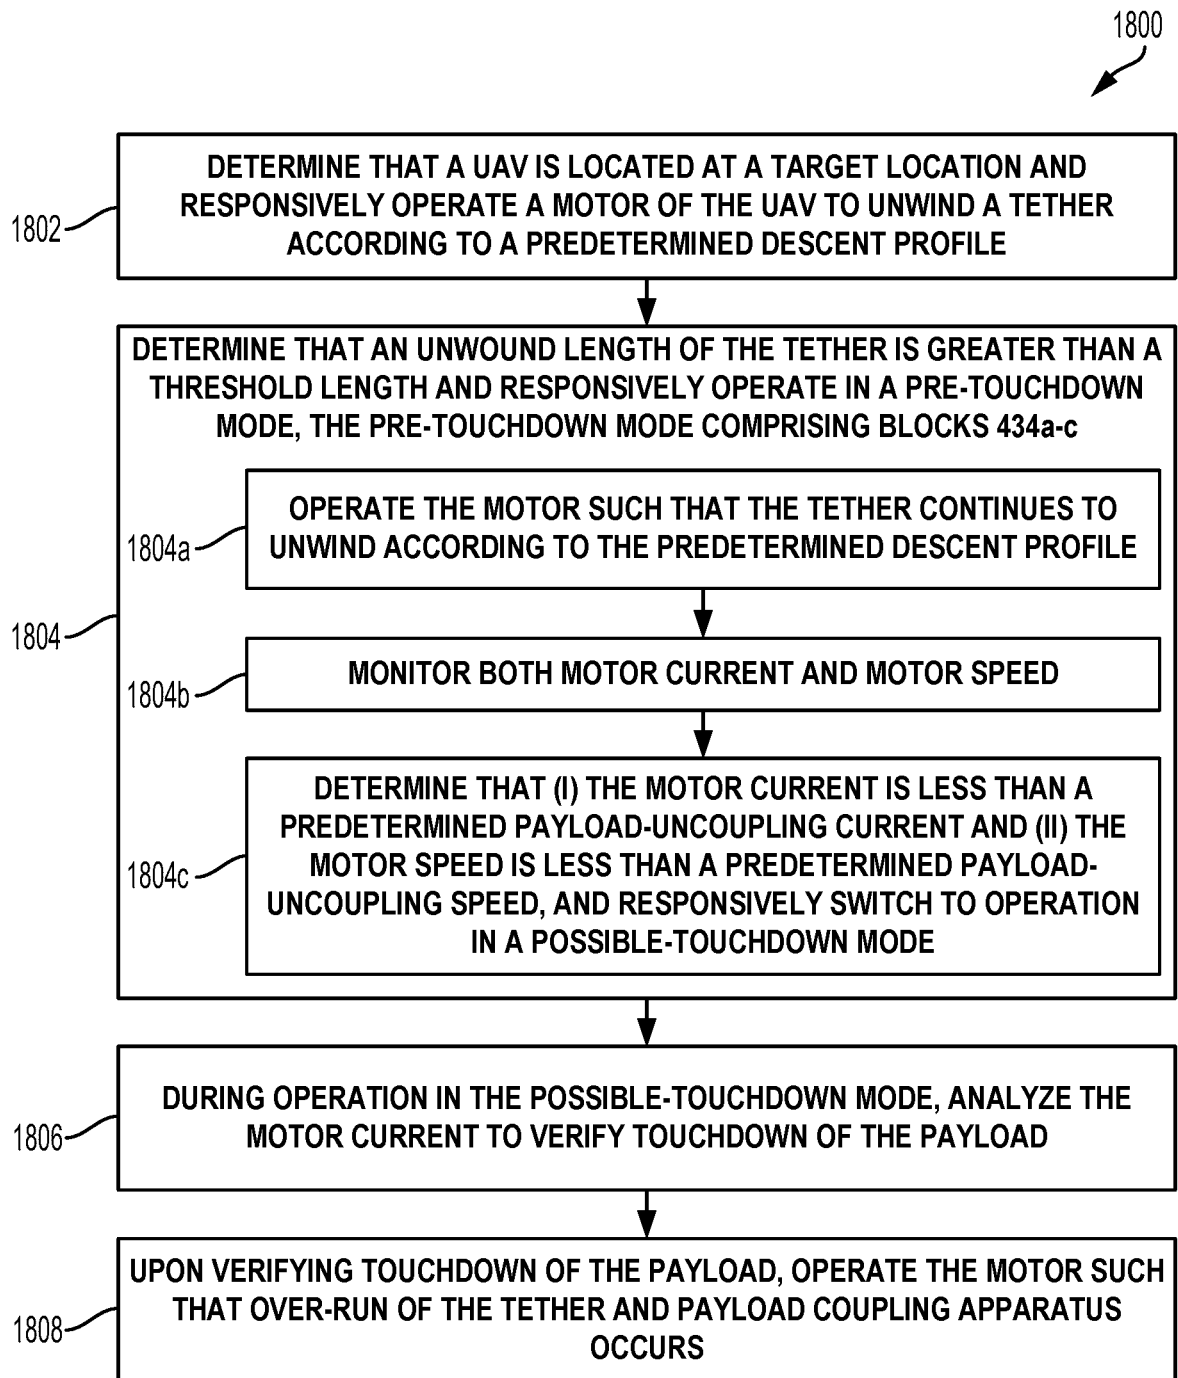 1800
DETERMINE THAT A UAV IS LOCATED AT A TARGET LOCATION AND
RESPONSIVELY OPERATE A MOTOR OF THE UAV TO UNWIND A TETHER
ACCORDING TO A PREDETERMINED DESCENT PROFILE
1802
DETERMINE THAT AN UNWOUND LENGTH OF THE TETHER IS GREATER THAN A
THRESHOLD LENGTH AND RESPONSIVELY OPERATE IN A PRE-TOUCHDOWN
MODE, THE PRE-TOUCHDOWN MODE COMPRISING BLOCKS 434a-c
1804
OPERATE THE MOTOR SUCH THAT THE TETHER CONTINUES TO
UNWIND ACCORDING TO THE PREDETERMINED DESCENT PROFILE
1804a
MONITOR BOTH MOTOR CURRENT AND MOTOR SPEED
1804b
DETERMINE THAT (I) THE MOTOR CURRENT IS LESS THAN A
PREDETERMINED PAYLOAD-UNCOUPLING CURRENT AND (II) THE
MOTOR SPEED IS LESS THAN A PREDETERMINED PAYLOAD-
UNCOUPLING SPEED, AND RESPONSIVELY SWITCH TO OPERATION
IN A POSSIBLE-TOUCHDOWN MODE
1804c
DURING OPERATION IN THE POSSIBLE-TOUCHDOWN MODE, ANALYZE THE
MOTOR CURRENT TO VERIFY TOUCHDOWN OF THE PAYLOAD
1806
UPON VERIFYING TOUCHDOWN OF THE PAYLOAD, OPERATE THE MOTOR SUCH
THAT OVER-RUN OF THE TETHER AND PAYLOAD COUPLING APPARATUS
OCCURS
1808